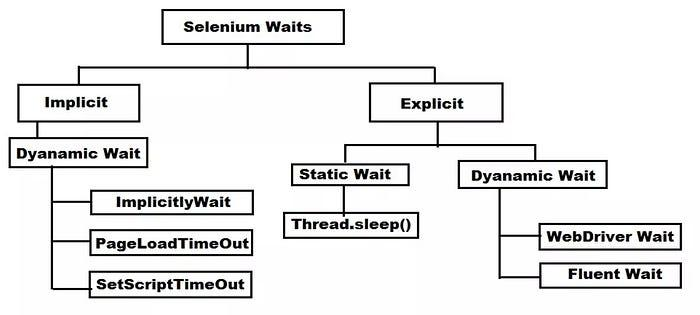 Selenium Waits
Implicit
Explicit
Dyanamic Wait
Static Wait
Dyanamic Wait
ImplicitlyWait
Thread.sleep()
PageLoadTimeOut
WebDriver Wait
SetScriptTimeOut
Fluent Wait